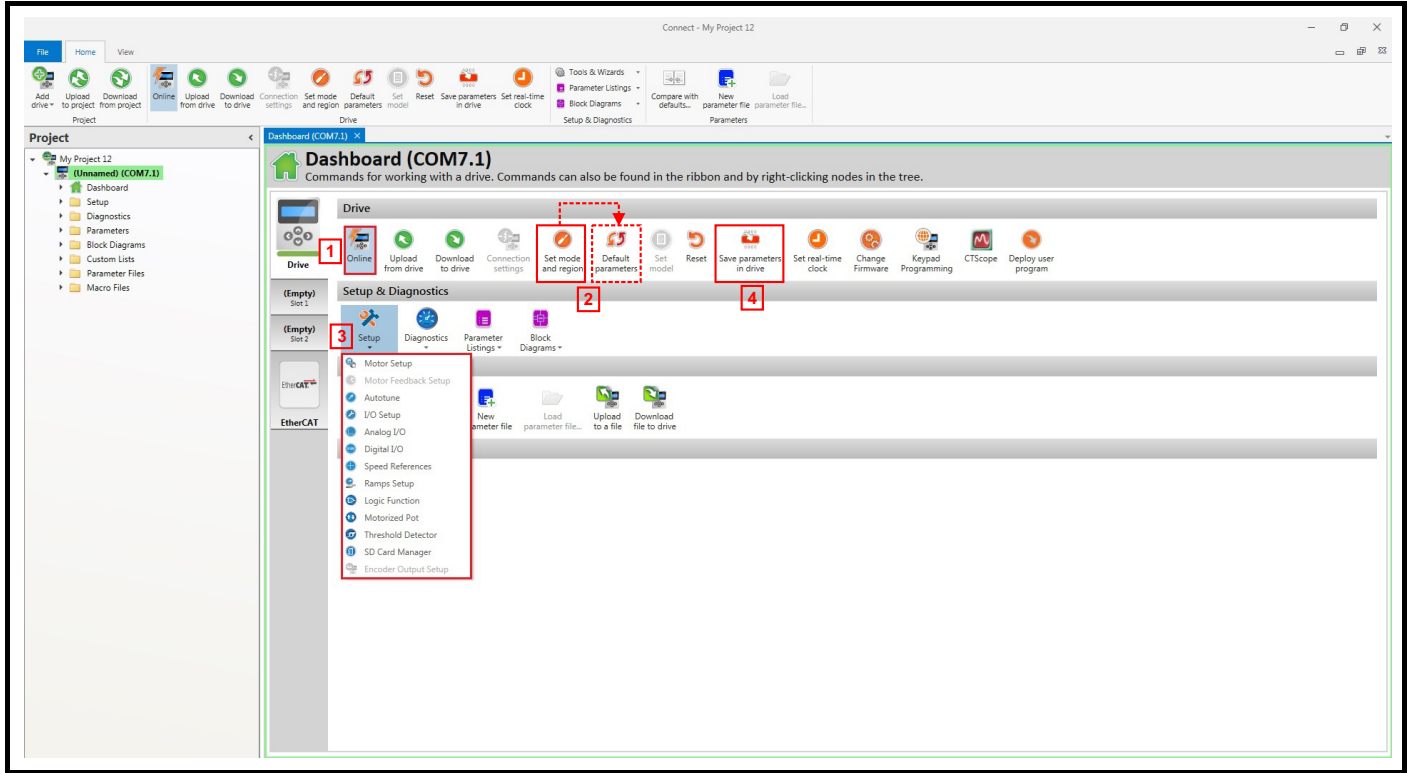 Connect - My Project 12
File Home View
Add drive Upload to project Download from project Online Upload from drive Download to drive Connection settings Set mode and region Default parameters Set model Reset Save parameters in drive Set real-time clock Tools & Wizards Parameter Listings Block Diagrams Compare with defaults... New parameter file Load parameter file...
Project Drive Setup & Diagnostics Parameters
Project
My Project 12
(Unnamed) (COM7.1)
Dashboard
Setup
Diagnostics
Parameters
Block Diagrams
Custom Lists
Parameter Files
Macro Files
Dashboard (COM7.1)
Dashboard (COM7.1)
Commands for working with a drive. Commands can also be found in the ribbon and by right-clicking nodes in the tree.
Drive
(Empty)
Slot 1
(Empty)
Slot 2
EtherCAT
EtherCAT
Drive
1
Online
Upload from drive
Download to drive
Connection settings
Set mode and region
Default parameters
Set model
Reset
Save parameters in drive
Set real-time clock
Change Firmware
Keypad Programming
CTScope
Deploy user program
2
4
Setup & Diagnostics
3
Setup
Diagnostics
Parameter Listings
Block Diagrams
Motor Setup
Motor Feedback Setup
Autotune
I/O Setup
Analog I/O
Digital I/O
Speed References
Ramps Setup
Logic Function
Motorized Pot
Threshold Detector
SD Card Manager
Encoder Output Setup
New
ameter file
Load parameter file...
Upload to a file
Download file to drive